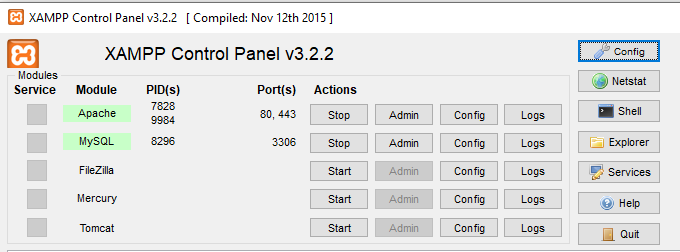 XAMPP Control Panel v3.2.2 [ Compiled: Nov 12th 2015 ]
XAMPP Control Panel v3.2.2
Config
Modules
Service Module PID(s) Port(s) Actions
Netstat
Apache 7828 9984 80, 443 Stop Admin Config Logs
Shell
MySQL 8296 3306 Stop Admin Config Logs
Explorer
FileZilla Start Admin Config Logs
Services
Mercury Start Admin Config Logs
Help
Tomcat Start Admin Config Logs
Quit